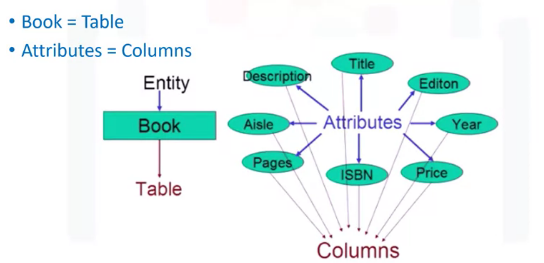 • Book = Table
• Attributes = Columns
Entity
Book
Table
Description
Title
Editon
Aisle
Attributes
Year
Pages
ISBN
Price
Columns